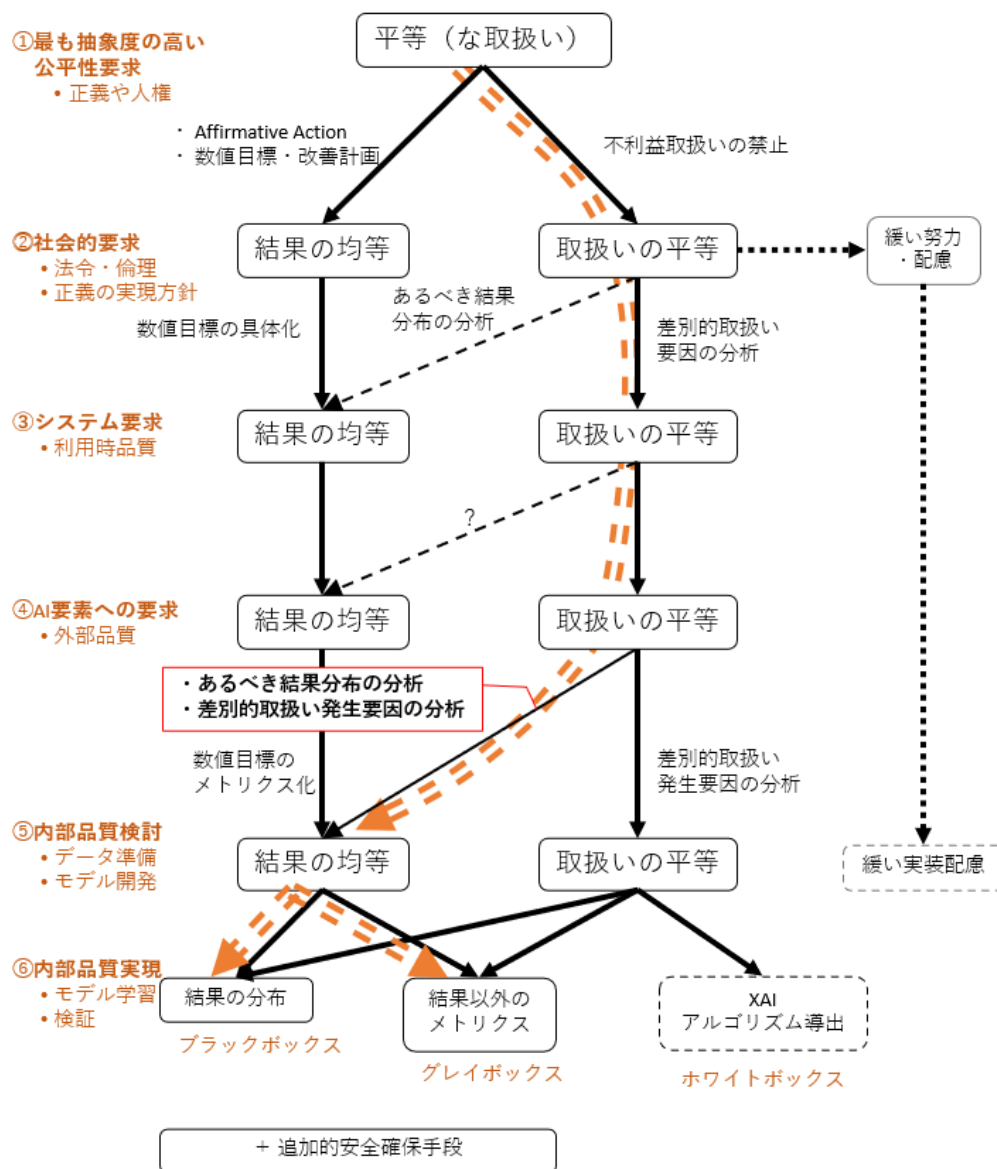 平等（な取扱い）
①最も抽象度の高い
公平性要求
• 正義や人権
・ Affirmative Action
・ 数値目標・改善計画
不利益取扱いの禁止
②社会的要求
• 法令・倫理
• 正義の実現方針
結果の均等
取扱いの平等
緩い努力
・配慮
数値目標の具体化
あるべき結果
分布の分析
差別的取扱い
要因の分析
③システム要求
• 利用時品質
結果の均等
取扱いの平等
?
④AI要素への要求
• 外部品質
結果の均等
取扱いの平等
・あるべき結果分布の分析
・差別的取扱い発生要因の分析
数値目標の
メトリクス化
差別的取扱い
発生要因の分析
⑤内部品質検討
• データ準備
• モデル開発
結果の均等
取扱いの平等
緩い実装配慮
⑥内部品質実現
• モデル学習
• 検証
結果の分布
結果以外の
メトリクス
XAI
アルゴリズム導出
ブラックボックス
グレイボックス
ホワイトボックス
+ 追加的安全確保手段